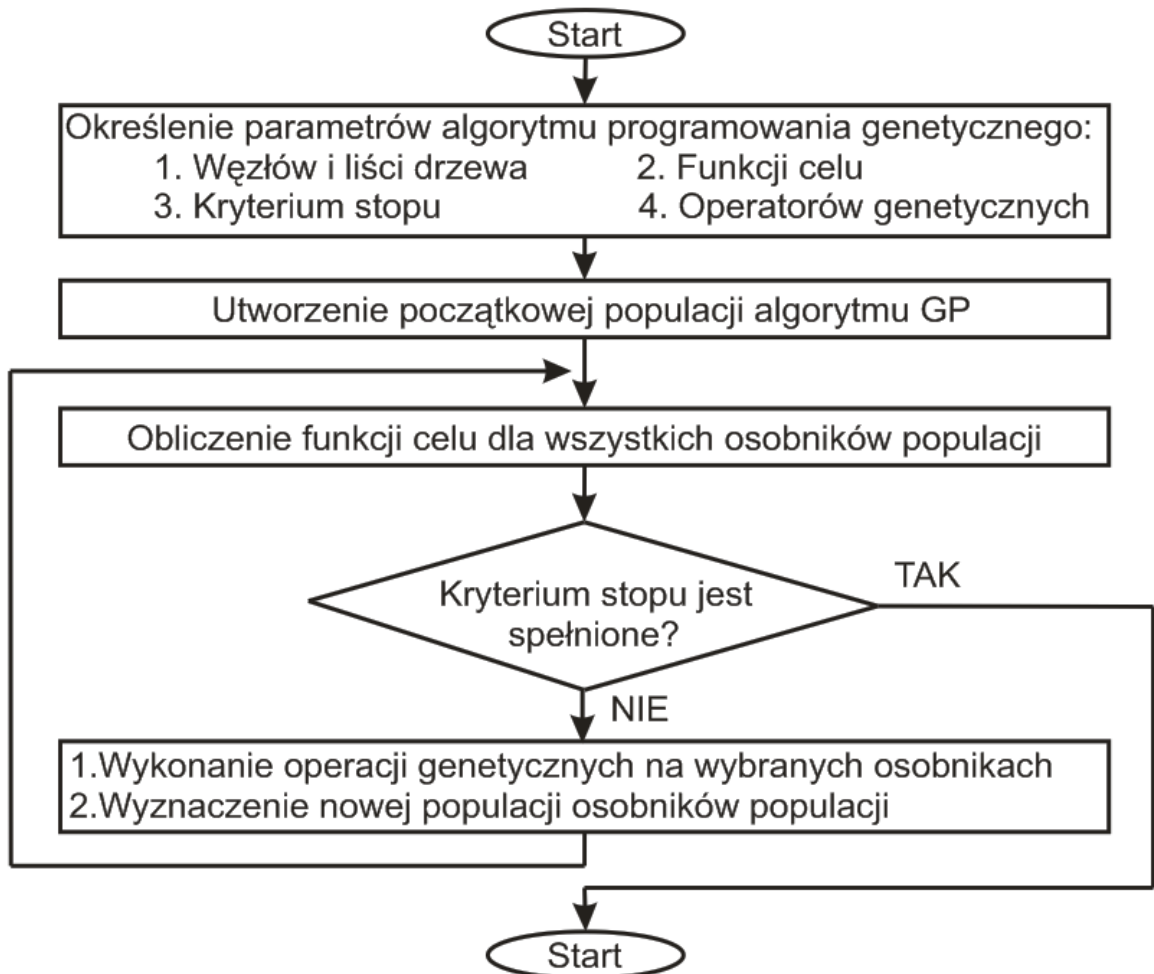 Start
Określenie parametrów algorytmu programowania genetycznego:
1. Węzłów i liści drzewa 2. Funkcji celu
3. Kryterium stopu 4. Operatorów genetycznych
Utworzenie początkowej populacji algorytmu GP
Obliczenie funkcji celu dla wszystkich osobników populacji
TAK
Kryterium stopu jest
spełnione?
NIE
1.Wykonanie operacji genetycznych na wybranych osobnikach
2.Wyznaczenie nowej populacji osobników populacji
Start